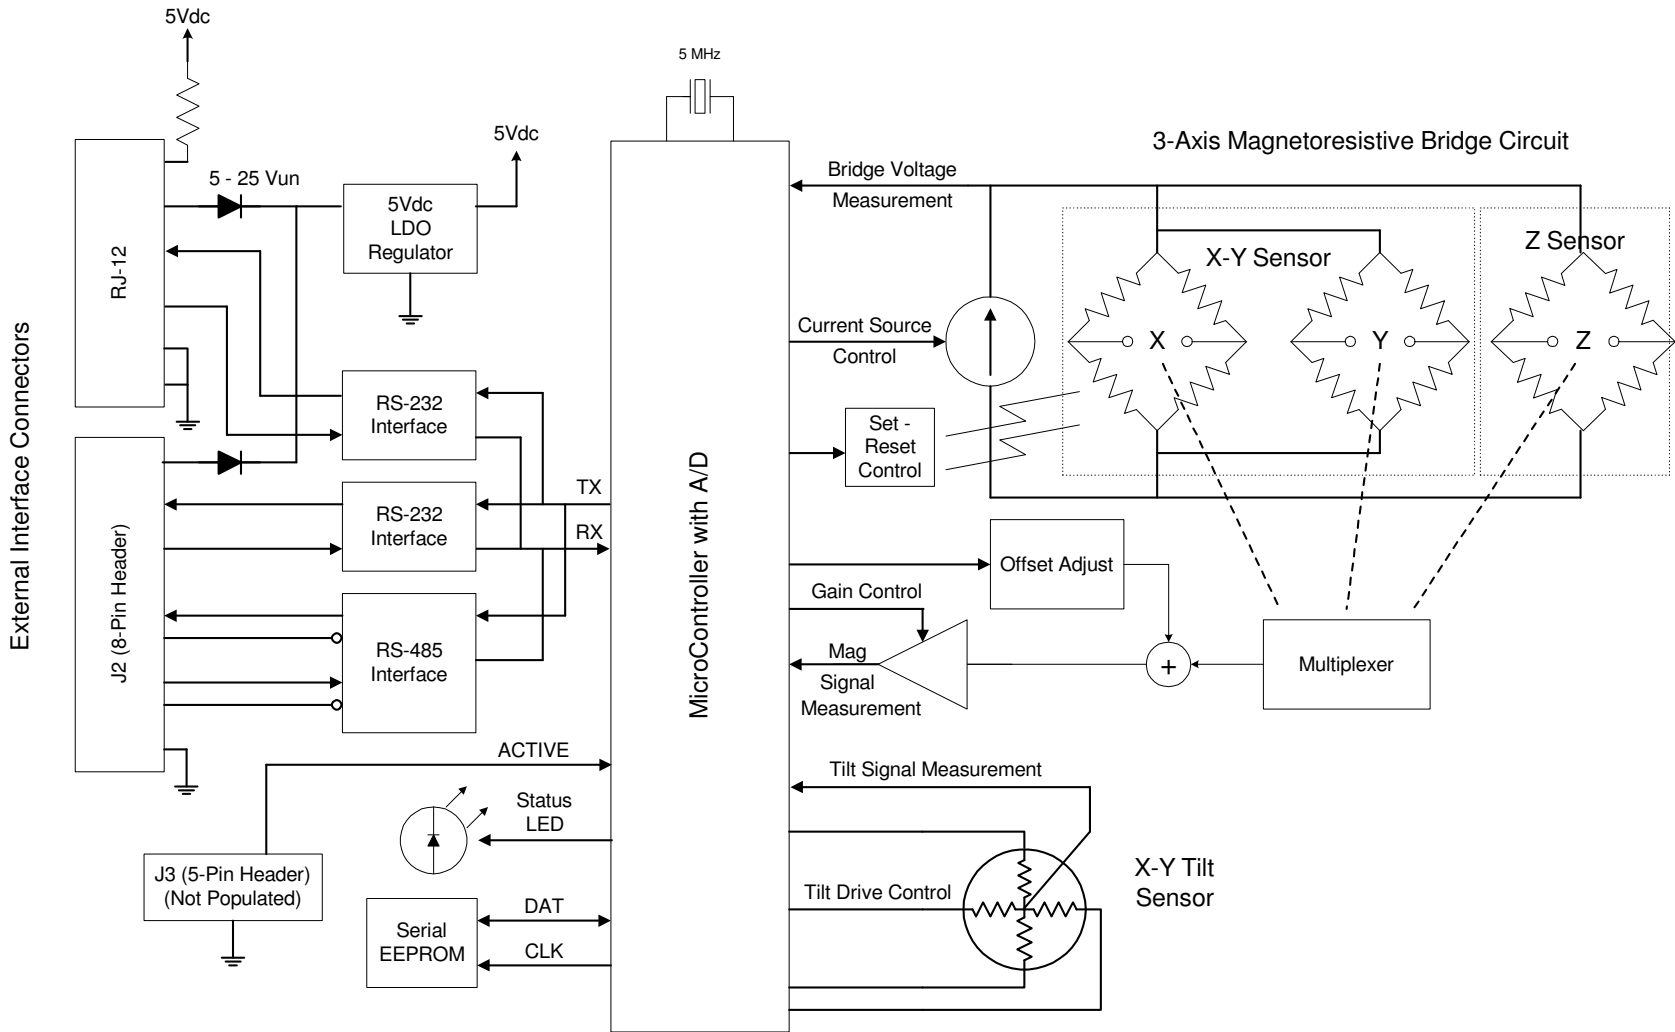 5Vdc
5 MHz
5Vdc
3-Axis Magnetoresistive Bridge Circuit
5 - 25 Vun
5Vdc
LDO
Regulator
Bridge Voltage
Measurement
RJ-12
X-Y Sensor
Z Sensor
Current Source
Control
X
Y
Z
External Interface Connectors
RS-232
Interface
Set -
Reset
Control
MicroController with A/D
TX
RX
RS-232
Interface
J2 (8-Pin Header)
Offset Adjust
Gain Control
RS-485
Interface
Mag
Signal
Measurement
+
Multiplexer
ACTIVE
Tilt Signal Measurement
Status
LED
J3 (5-Pin Header)
(Not Populated)
Tilt Drive Control
X-Y Tilt
Sensor
Serial
EEPROM
DAT
CLK